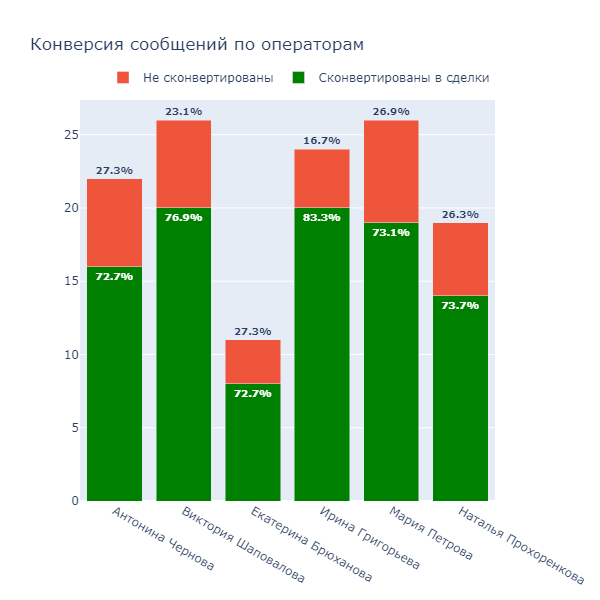 Конверсия сообщений по операторам
Не сконвертированы
Сконвертированы в сделки
23.1%
26.9%
25
16.7%
27.3%
26.3%
20
76.9%
83.3%
73.1%
72.7%
15
73.7%
27.3%
10
72.7%
5
0
Антонина Чернова
Виктория Шаповалова
Екатерина Брюханова
Ирина Григорьева
Мария Петрова
Наталья Прохоренкова